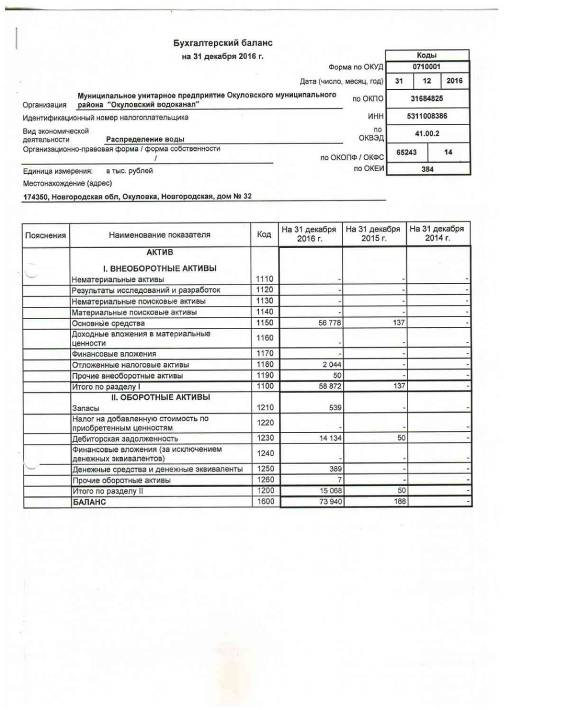 Бухгалтерский баланс
на 31 декабря 2016 г.
Коды
Форма по ОКУД 0710001
Дата (число, месяц, год) 31 12 2016
Муниципальное унитарное предприятие Окуловского муниципального
Организация района "Окуловский водоканал" по ОКПО 31684825
Идентификационный номер налогоплательщика ИНН 5311008386
Вид экономической
деятельности Распределение воды по ОКВЭД 41.00.2
Организационно-правовая форма / форма собственности
/ по ОКОПФ / ОКФС 65243 14
Единица измерения: в тыс. рублей по ОКЕИ 384
Местонахождение (адрес)
174350, Новгородская обл, Окуловка, Новгородская, дом № 32
Пояснения Наименование показателя Код На 31 декабря 2016 г. На 31 декабря 2015 г. На 31 декабря 2014 г.
АКТИВ
I. ВНЕОБОРОТНЫЕ АКТИВЫ
Нематериальные активы 1110 - - -
Результаты исследований и разработок 1120 - - -
Нематериальные поисковые активы 1130 - - -
Материальные поисковые активы 1140 - - -
Основные средства 1150 56 778 137 -
Доходные вложения в материальные
ценности 1160 - - -
Финансовые вложения 1170 - - -
Отложенные налоговые активы 1180 2 044 - -
Прочие внеоборотные активы 1190 50 - -
Итого по разделу I 1100 58 872 137 -
II. ОБОРОТНЫЕ АКТИВЫ
Запасы 1210 539 - -
Налог на добавленную стоимость по
приобретенным ценностям 1220 - - -
Дебиторская задолженность 1230 14 134 50 -
Финансовые вложения (за исключением
денежных эквивалентов) 1240 - - -
Денежные средства и денежные эквиваленты 1250 389 - -
Прочие оборотные активы 1260 7 - -
Итого по разделу II 1200 15 068 50 -
БАЛАНС 1600 73 940 188 -